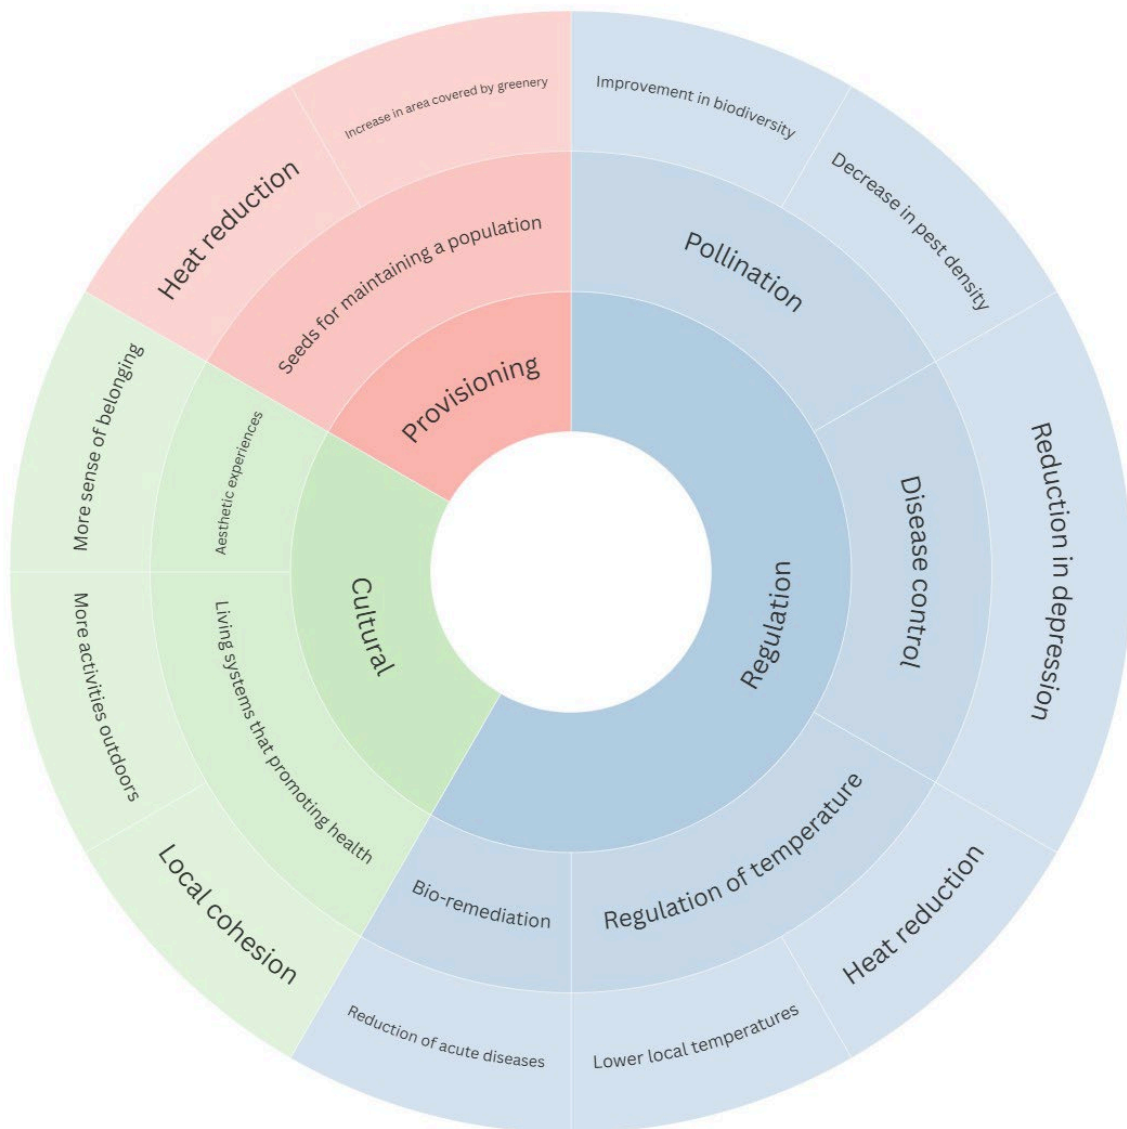 Improvement in biodiversity
Decrease in pest density
Pollination
Reduction in depression
Disease control
Regulation
Heat reduction
Regulation of temperature
Lower local temperatures
Bio-remediation
Reduction of acute diseases
Local cohesion
Living systems that promoting health
More activities outdoors
Cultural
Aesthetic experiences
More sense of belonging
Heat reduction
Increase in area covered by greenery
Seeds for maintaining a population
Provisioning